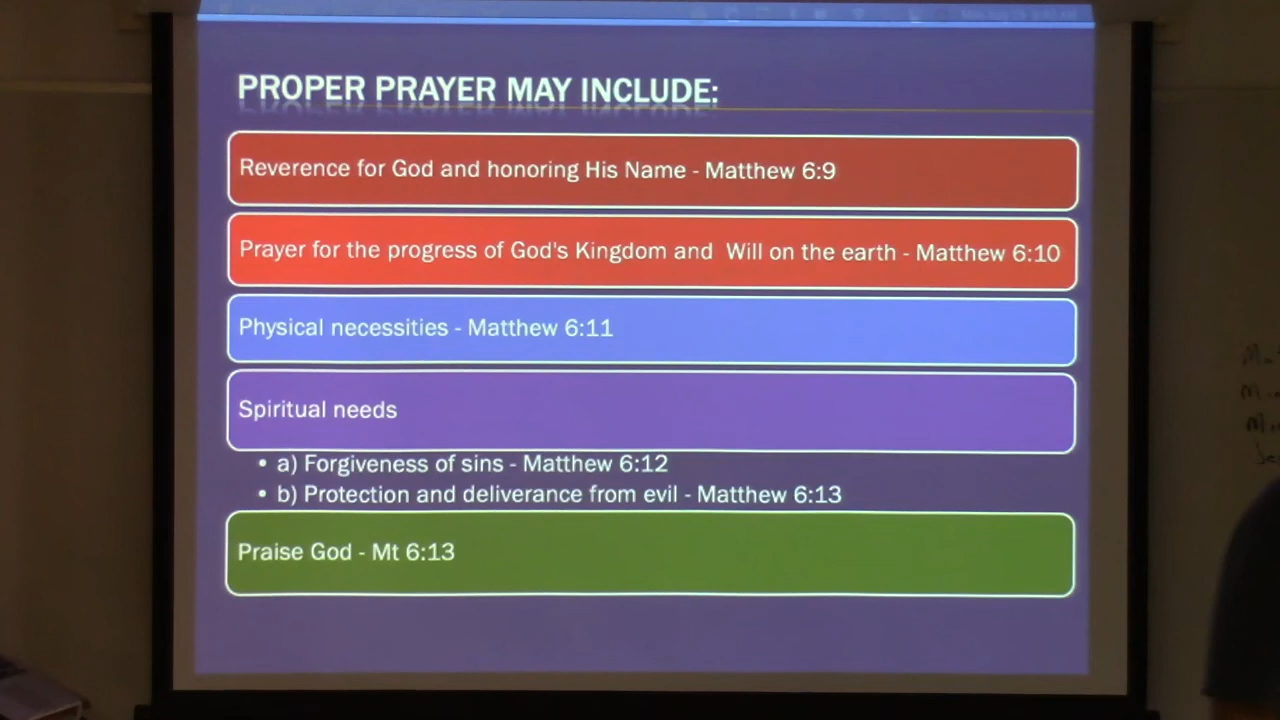 PROPER PRAYER MAY INCLUDE:
Reverence for God and honoring His Name - Matthew 6:9
Prayer for the progress of God's Kingdom and Will on the earth - Matthew 6:10
Physical necessities - Matthew 6:11
Spiritual needs
• a) Forgiveness of sins - Matthew 6:12
• b) Protection and deliverance from evil - Matthew 6:13
Praise God - Mt 6:13